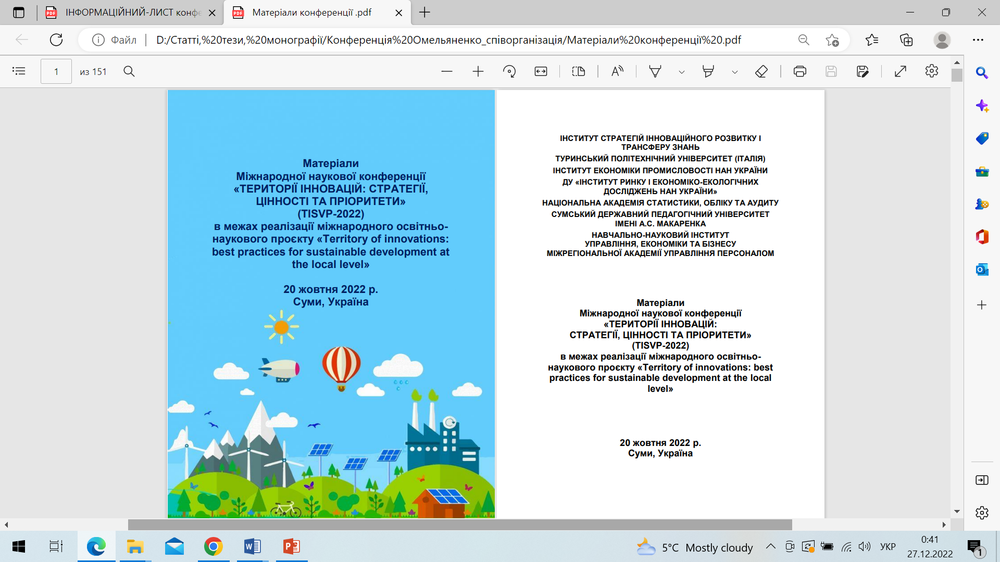 ІНФОРМАЦІЙНИЙ-ЛИСТ конфе
Матеріали конференції .pdf
Файл
D:/Статті,%20тези,%20монографії/Конференція%20Омельяненко_співорганізація/Матеріали%20конференції%20.pdf
1
из 151
Матеріали
Міжнародної наукової конференції
«ТЕРИТОРІЇ ІННОВАЦІЙ: СТРАТЕГІЇ,
ЦІННОСТІ ТА ПРІОРИТЕТИ»
(TISVP-2022)
в межах реалізації міжнародного освітньо-
наукового проєкту «Territory of innovations:
best practices for sustainable development at
the local level»
20 жовтня 2022 р.
Суми, Україна
ІНСТИТУТ СТРАТЕГІЙ ІННОВАЦІЙНОГО РОЗВИТКУ І
ТРАНСФЕРУ ЗНАНЬ
ТУРИНСЬКИЙ ПОЛІТЕХНІЧНИЙ УНІВЕРСИТЕТ (ІТАЛІЯ)
ІНСТИТУТ ЕКОНОМІКИ ПРОМИСЛОВОСТІ НАН УКРАЇНИ
ДУ «ІНСТИТУТ РИНКУ І ЕКОНОМІКО-ЕКОЛОГІЧНИХ
ДОСЛІДЖЕНЬ НАН УКРАЇНИ»
НАЦІОНАЛЬНА АКАДЕМІЯ СТАТИСТИКИ, ОБЛІКУ ТА АУДИТУ
СУМСЬКИЙ ДЕРЖАВНИЙ ПЕДАГОГІЧНИЙ УНІВЕРСИТЕТ
ІМЕНІ А.С. МАКАРЕНКА
НАВЧАЛЬНО-НАУКОВИЙ ІНСТИТУТ
УПРАВЛІННЯ, ЕКОНОМІКИ ТА БІЗНЕСУ
МІЖРЕГІОНАЛЬНОЇ АКАДЕМІЇ УПРАВЛІННЯ ПЕРСОНАЛОМ
Матеріали
Міжнародної наукової конференції
«ТЕРИТОРІЇ ІННОВАЦІЙ:
СТРАТЕГІЇ, ЦІННОСТІ ТА ПРІОРИТЕТИ»
(TISVP-2022)
в межах реалізації міжнародного освітньо-
наукового проєкту «Territory of innovations: best
practices for sustainable development at the local
level»
20 жовтня 2022 р.
Суми, Україна
5°C Mostly cloudy
УКР
0:41
27.12.2022
1